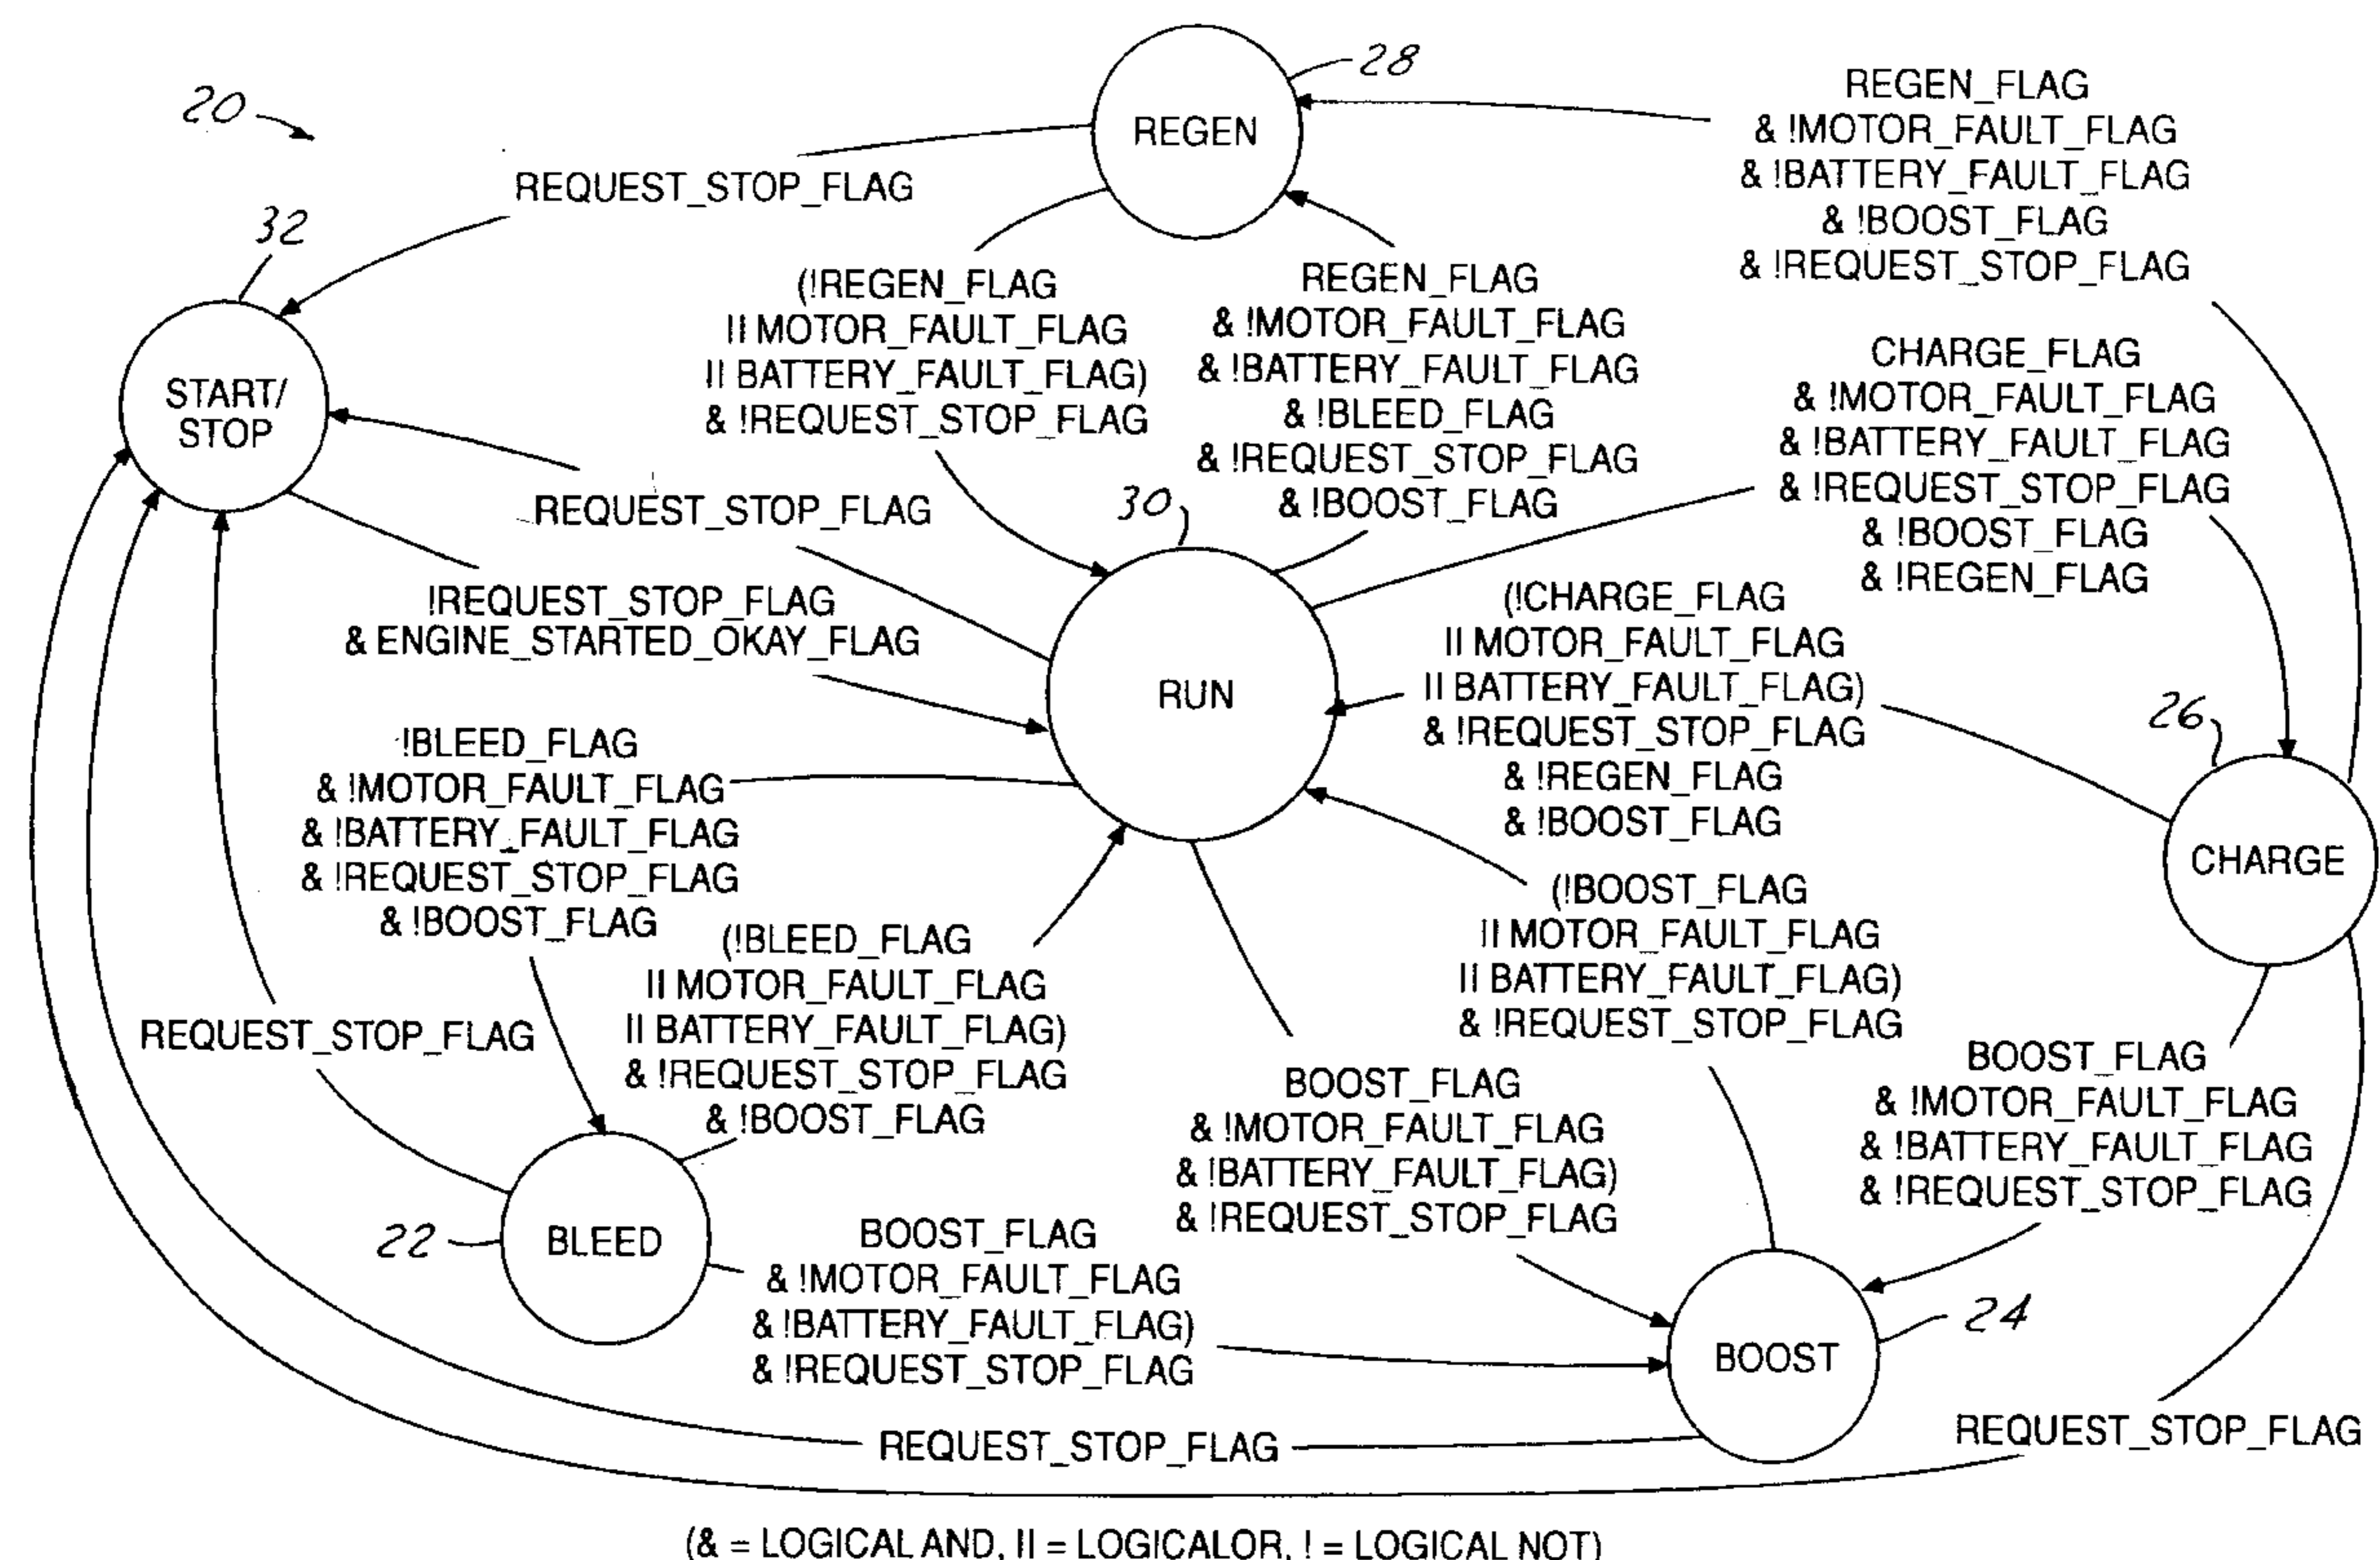 20
28
REGEN
REGEN_FLAG
& !MOTOR_FAULT_FLAG
& !BATTERY_FAULT_FLAG
& !BOOST_FLAG
& !REQUEST_STOP_FLAG
REQUEST_STOP_FLAG
32
START/
STOP
(!REGEN_FLAG
|| MOTOR_FAULT_FLAG
|| BATTERY_FAULT_FLAG)
& !REQUEST_STOP_FLAG
REGEN_FLAG
& !MOTOR_FAULT_FLAG
& !BATTERY_FAULT_FLAG
& !BLEED_FLAG
& !REQUEST_STOP_FLAG
& !BOOST_FLAG
CHARGE_FLAG
& !MOTOR_FAULT_FLAG
& !BATTERY_FAULT_FLAG
& !REQUEST_STOP_FLAG
& !BOOST_FLAG
& !REGEN_FLAG
REQUEST_STOP_FLAG
30
!REQUEST_STOP_FLAG
& ENGINE_STARTED_OKAY_FLAG
RUN
(!CHARGE_FLAG
|| MOTOR_FAULT_FLAG
|| BATTERY_FAULT_FLAG)
& !REQUEST_STOP_FLAG
& !REGEN_FLAG
& !BOOST_FLAG
26
CHARGE
!BLEED_FLAG
& !MOTOR_FAULT_FLAG
& !BATTERY_FAULT_FLAG
& !REQUEST_STOP_FLAG
& !BOOST_FLAG
(!BLEED_FLAG
|| MOTOR_FAULT_FLAG
|| BATTERY_FAULT_FLAG)
& !REQUEST_STOP_FLAG
& !BOOST_FLAG
(!BOOST_FLAG
|| MOTOR_FAULT_FLAG
|| BATTERY_FAULT_FLAG)
& !REQUEST_STOP_FLAG
REQUEST_STOP_FLAG
BOOST_FLAG
& !MOTOR_FAULT_FLAG
& !BATTERY_FAULT_FLAG)
& !REQUEST_STOP_FLAG
BOOST_FLAG
& !MOTOR_FAULT_FLAG
& !BATTERY_FAULT_FLAG
& !REQUEST_STOP_FLAG
22
BLEED
BOOST_FLAG
& !MOTOR_FAULT_FLAG
& !BATTERY_FAULT_FLAG)
& !REQUEST_STOP_FLAG
BOOST
24
REQUEST_STOP_FLAG
REQUEST_STOP_FLAG
(& = LOGICAL AND, || = LOGICALOR, ! = LOGICAL NOT)